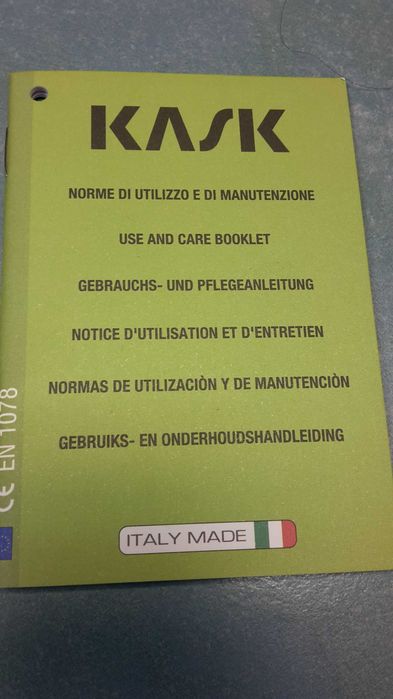 KASK
NORME DI UTILIZZO E DI MANUTENZIONE
USE AND CARE BOOKLET
GEBRAUCHS- UND PFLEGEANLEITUNG
NOTICE D'UTILISATION ET D'ENTRETIEN
NORMAS DE UTILIZACIÒN Y DE MANUTENCIÒN
GEBRUIKS- EN ONDERHOUDSHANDLEIDING
CE EN 1078
ITALY MADE